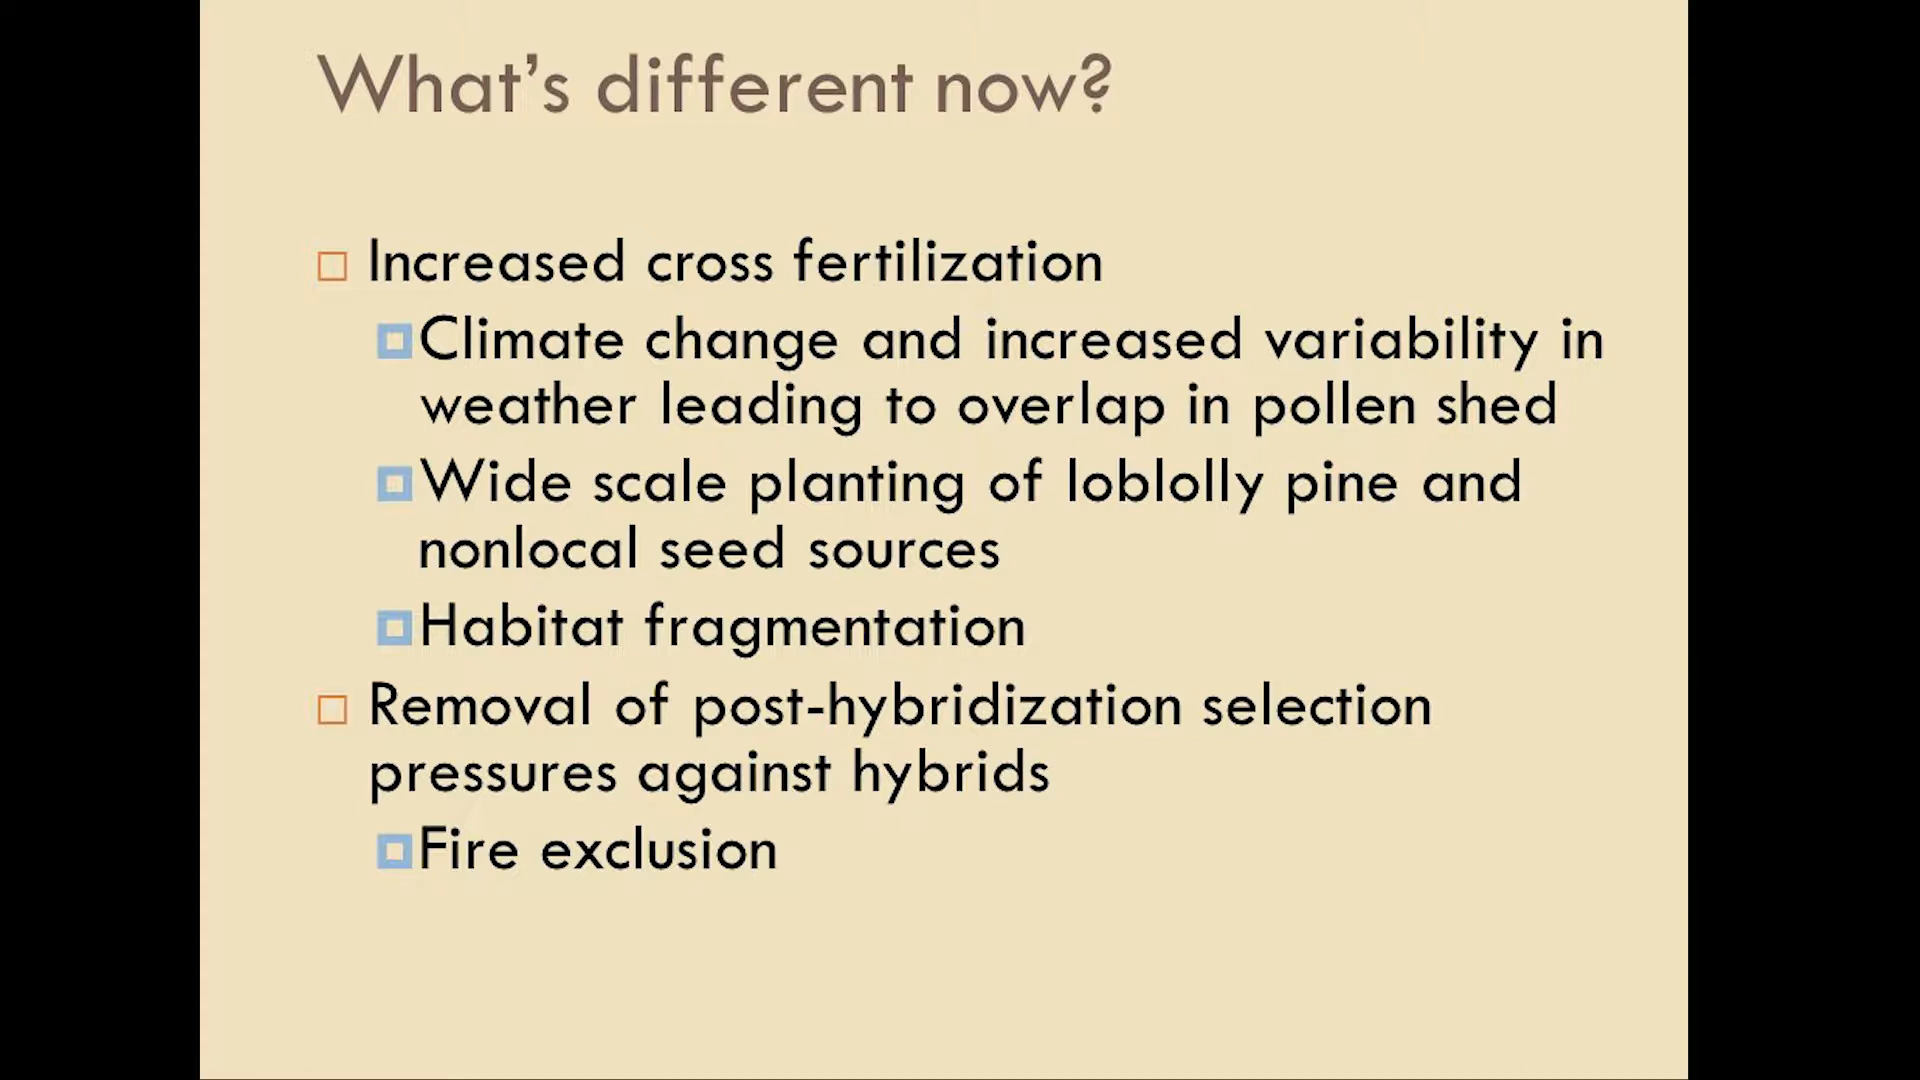 What's different now?
Increased cross fertilization
Climate change and increased variability in
weather leading to overlap in pollen shed
Wide scale planting of loblolly pine and
nonlocal seed sources
Habitat fragmentation
Removal of post-hybridization selection
pressures against hybrids
Fire exclusion